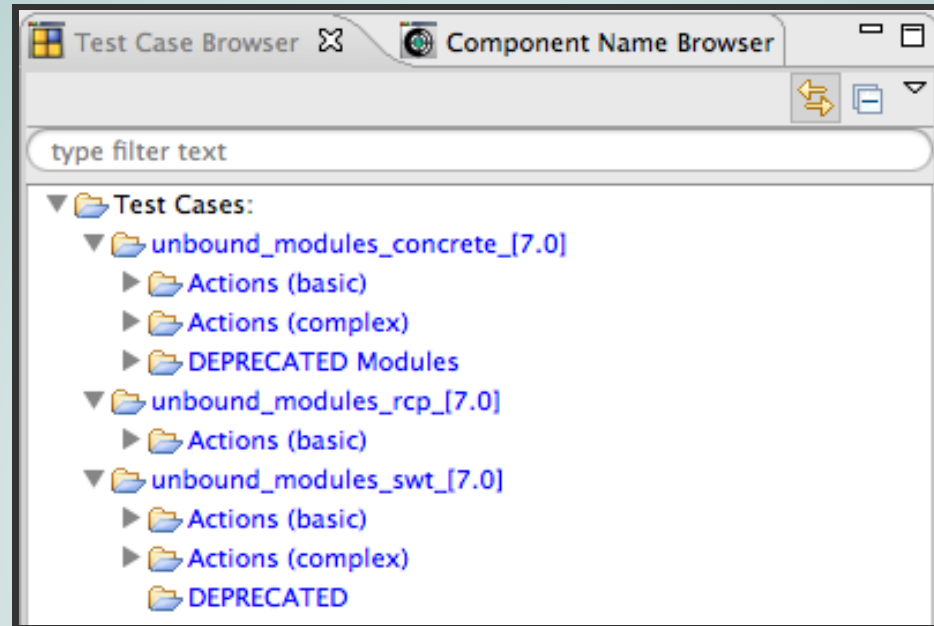 Test Case Browser Component Name Browser
type filter text
Test Cases:
unbound_modules_concrete_[7.0]
Actions (basic)
Actions (complex)
DEPRECATED Modules
unbound_modules_rcp_[7.0]
Actions (basic)
unbound_modules_swt_[7.0]
Actions (basic)
Actions (complex)
DEPRECATED